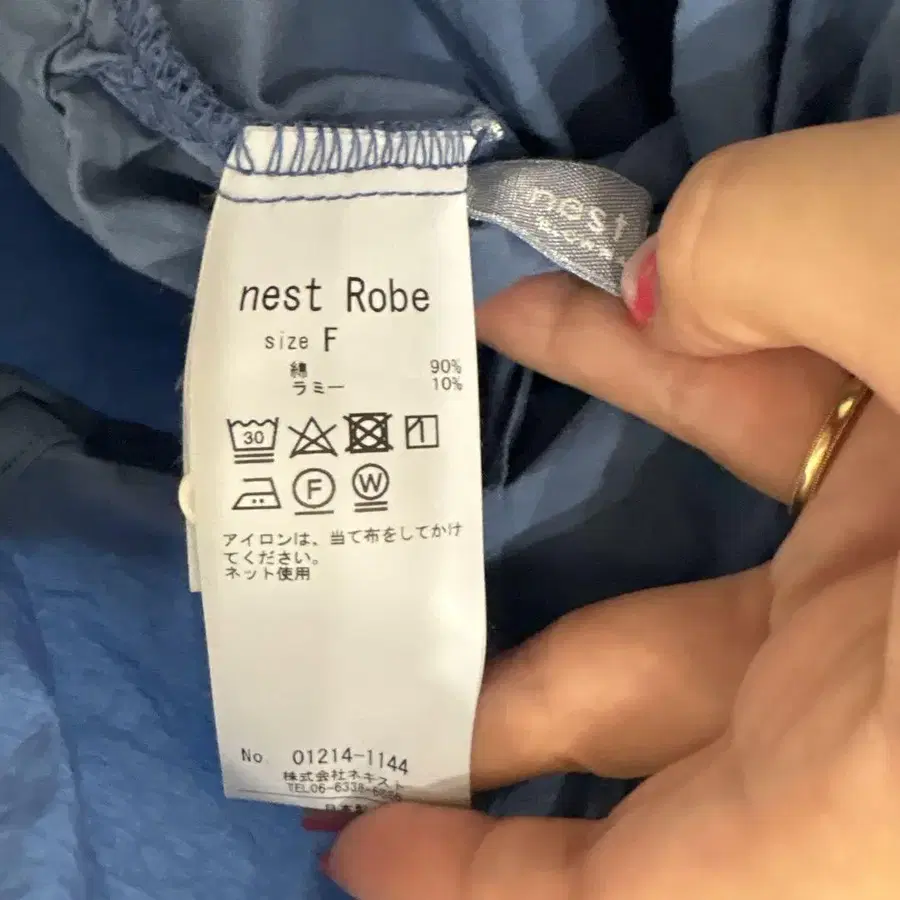 nest
nest Robe
size F
綿 90%
ラミー 10%
30
F W
アイロンは、当て布をしてかけ
てください。
ネット使用
No. 01214-1144
株式会社ネキスト